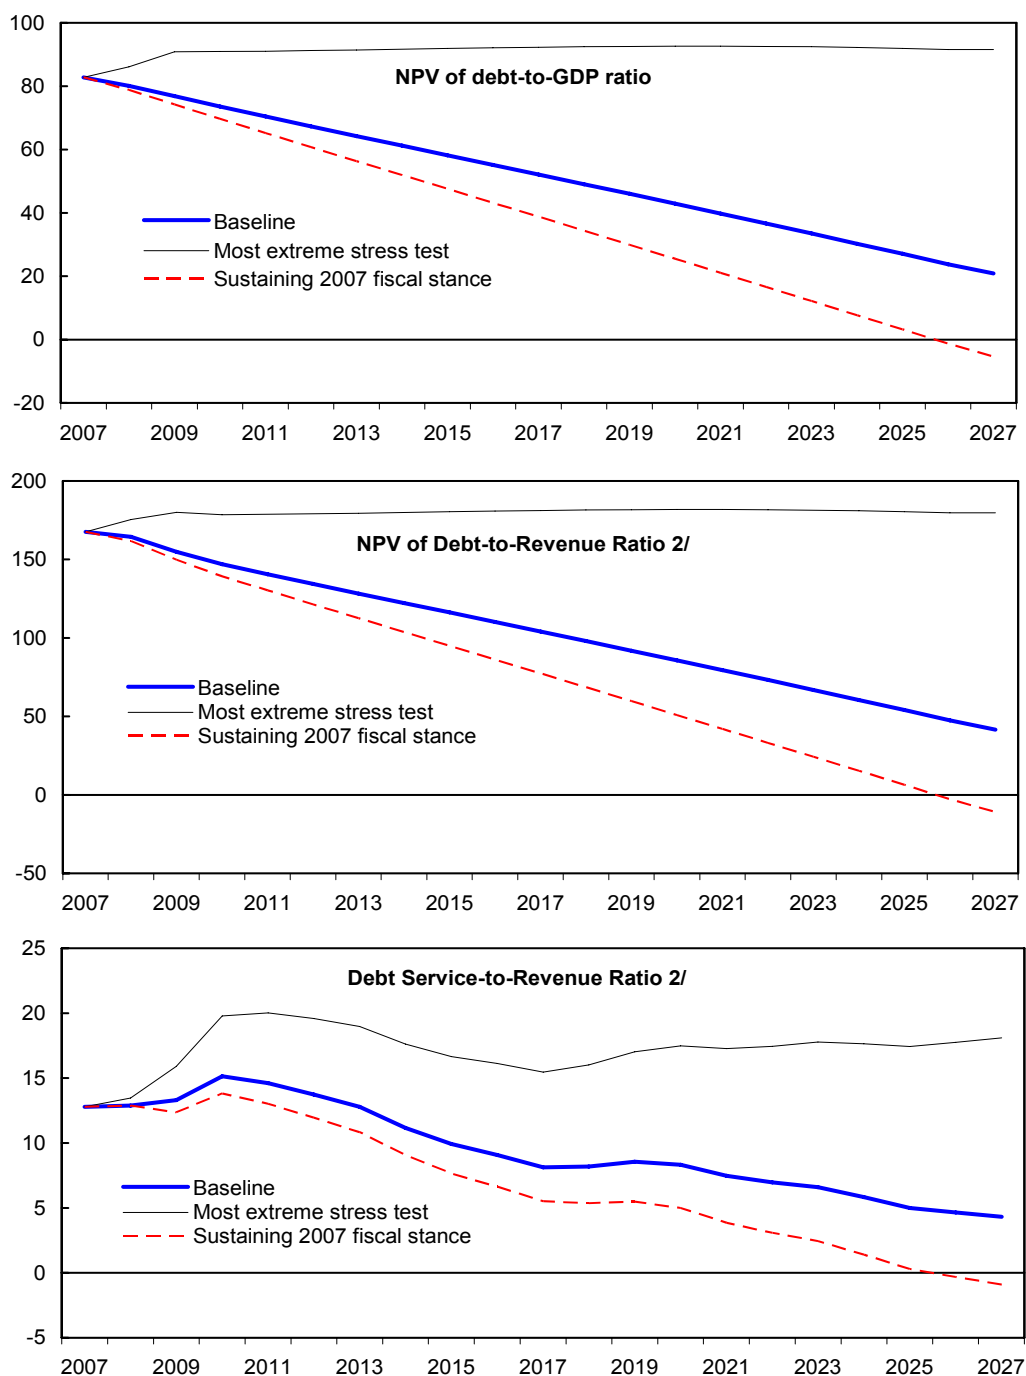 100
80
60
40
20
0
-20
NPV of debt-to-GDP ratio
Baseline
Most extreme stress test
Sustaining 2007 fiscal stance
2007 2009 2011 2013 2015 2017 2019 2021 2023 2025 2027
200
150
100
50
0
-50
NPV of Debt-to-Revenue Ratio 2/
Baseline
Most extreme stress test
Sustaining 2007 fiscal stance
2007 2009 2011 2013 2015 2017 2019 2021 2023 2025 2027
25
20
15
10
5
0
-5
Debt Service-to-Revenue Ratio 2/
Baseline
Most extreme stress test
Sustaining 2007 fiscal stance
2007 2009 2011 2013 2015 2017 2019 2021 2023 2025 2027